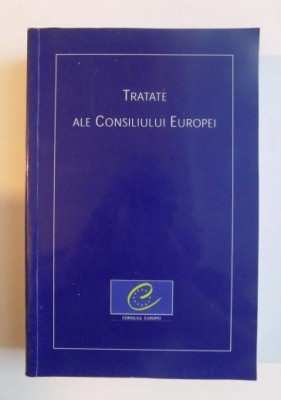 TRATATE
ALE CONSILIULUI EUROPEI
CONSILIUL EUROPEI